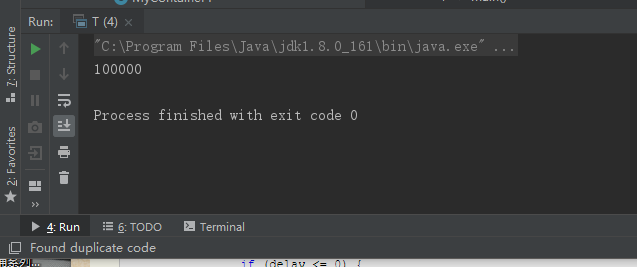 Run: T (4)
"C:\Program Files\Java\jdk1.8.0_161\bin\java.exe" ...
100000
Process finished with exit code 0
7: Structure
2: Favorites
4: Run 6: TODO Terminal
Found duplicate code
if (delay <= 0) {